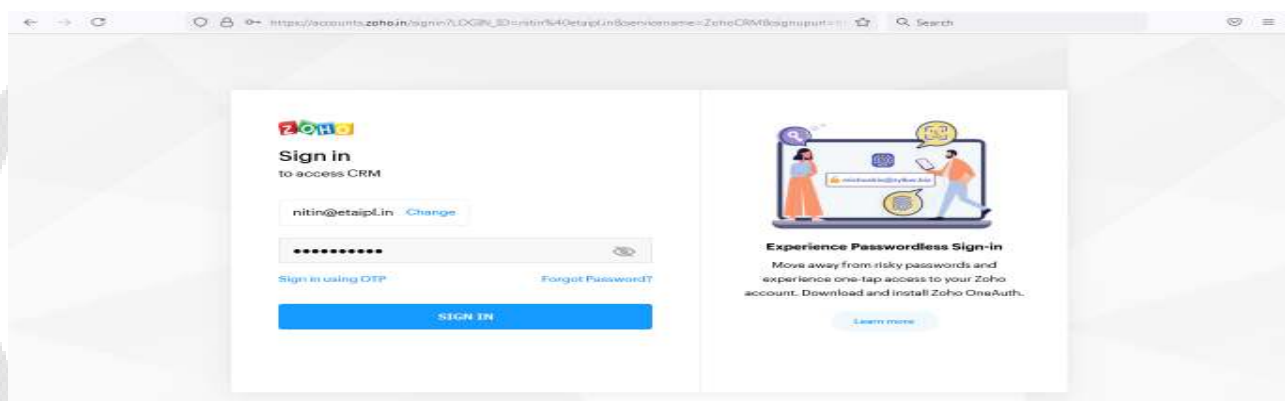 https://accounts.zoho.in/signin?LOGIN_ID=nitin%40etaipl.in&servicename=ZohoCRM&signupurl=
Search
ZOHO
Sign in
to access CRM
nitin@etaipl.in Change
••••••••••
Sign in using OTP Forgot Password?
SIGN IN
Experience Passwordless Sign-in
Move away from risky passwords and
experience one-tap access to your Zoho
account. Download and install Zoho OneAuth.
Learn more